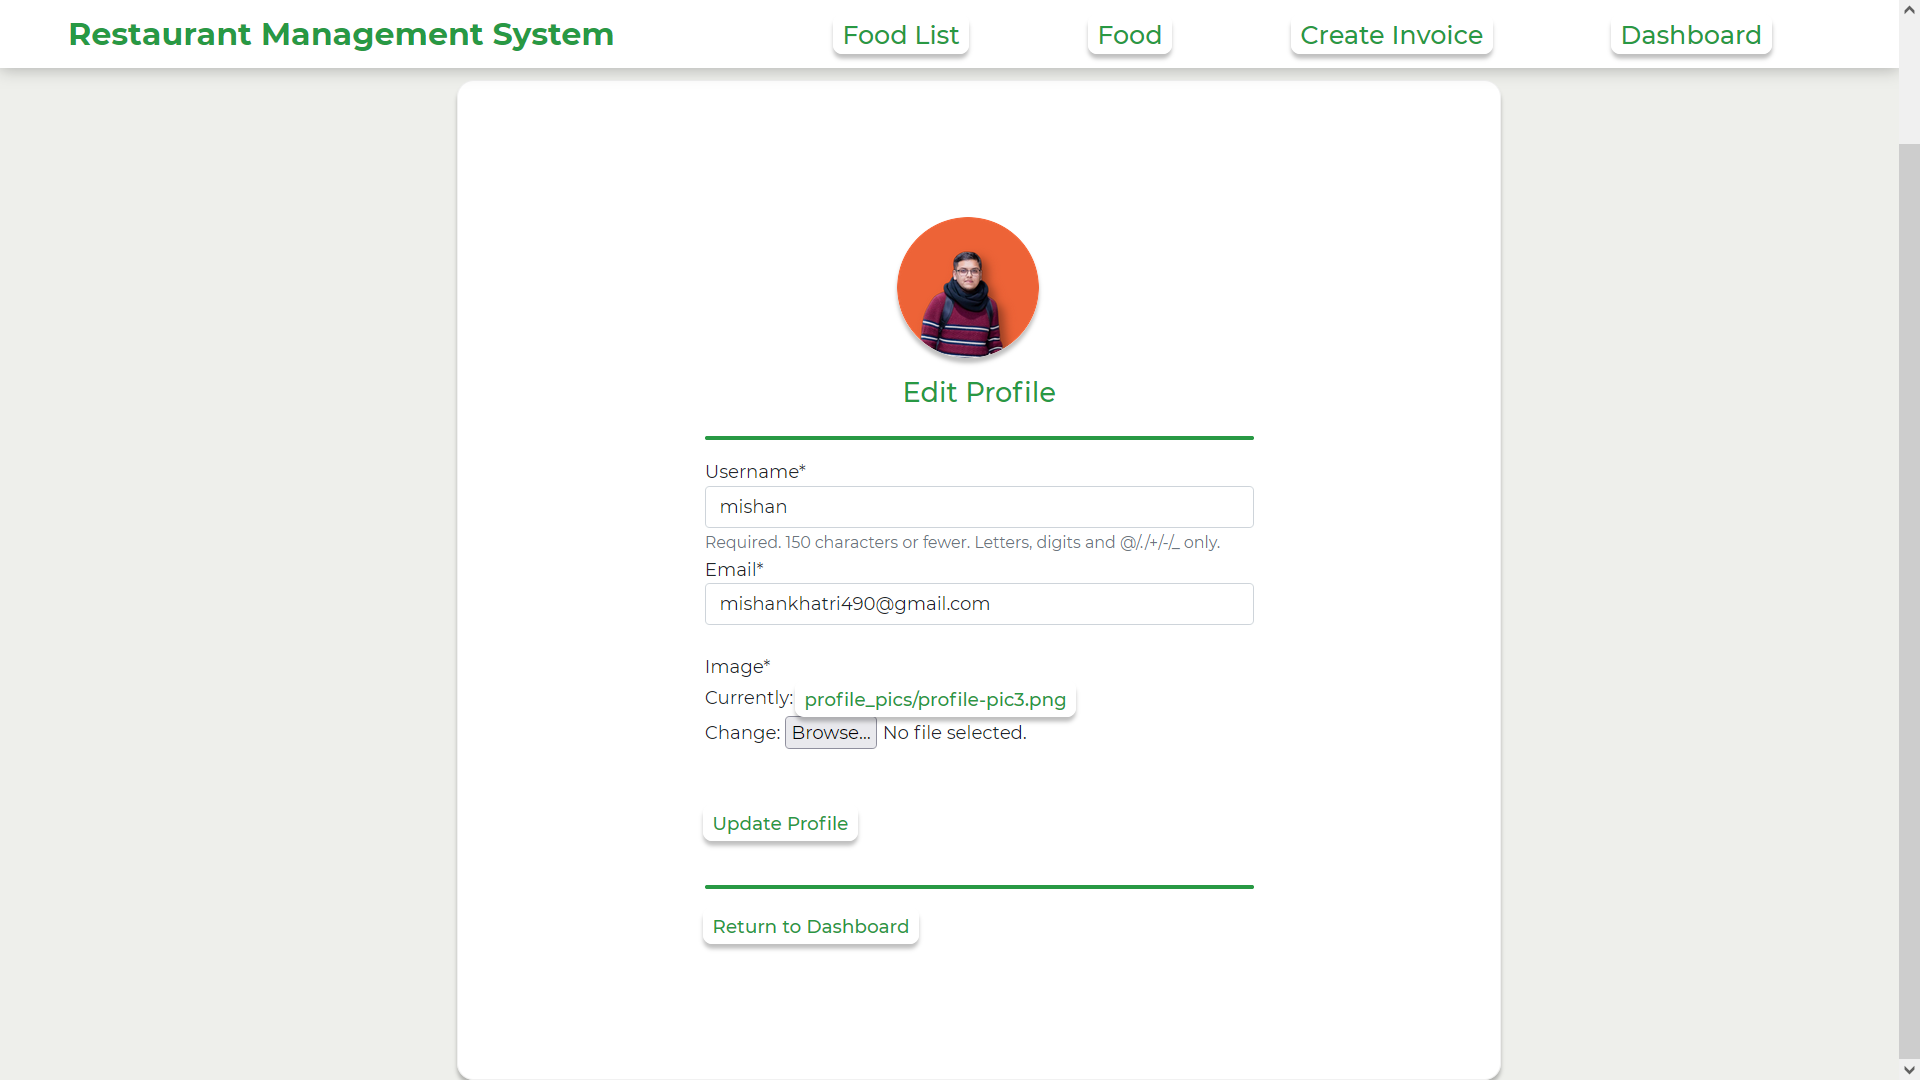 Restaurant Management System Food List Food Create Invoice Dashboard
Edit Profile
Username*
mishan
Required. 150 characters or fewer. Letters, digits and @/./+/-/_ only.
Email*
mishankhatri490@gmail.com
Image*
Currently: profile_pics/profile-pic3.png
Change: Browse... No file selected.
Update Profile
Return to Dashboard